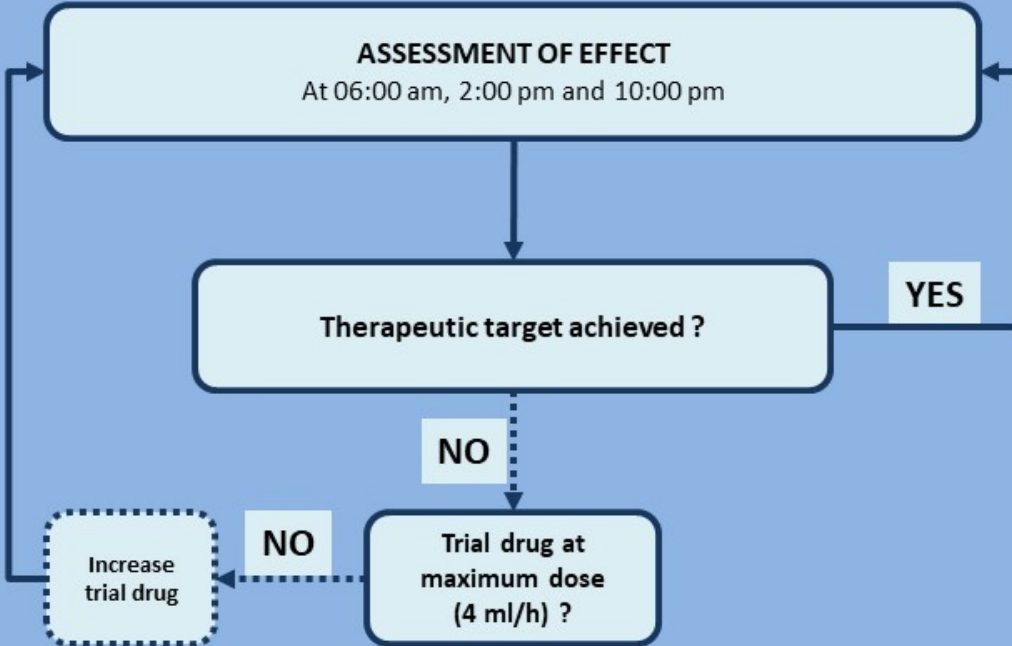 ASSESSMENT OF EFFECT
At 06:00 am, 2:00 pm and 10:00 pm
Therapeutic target achieved ?
YES
NO
NO
Trial drug at
maximum dose
(4 ml/h) ?
Increase
trial drug